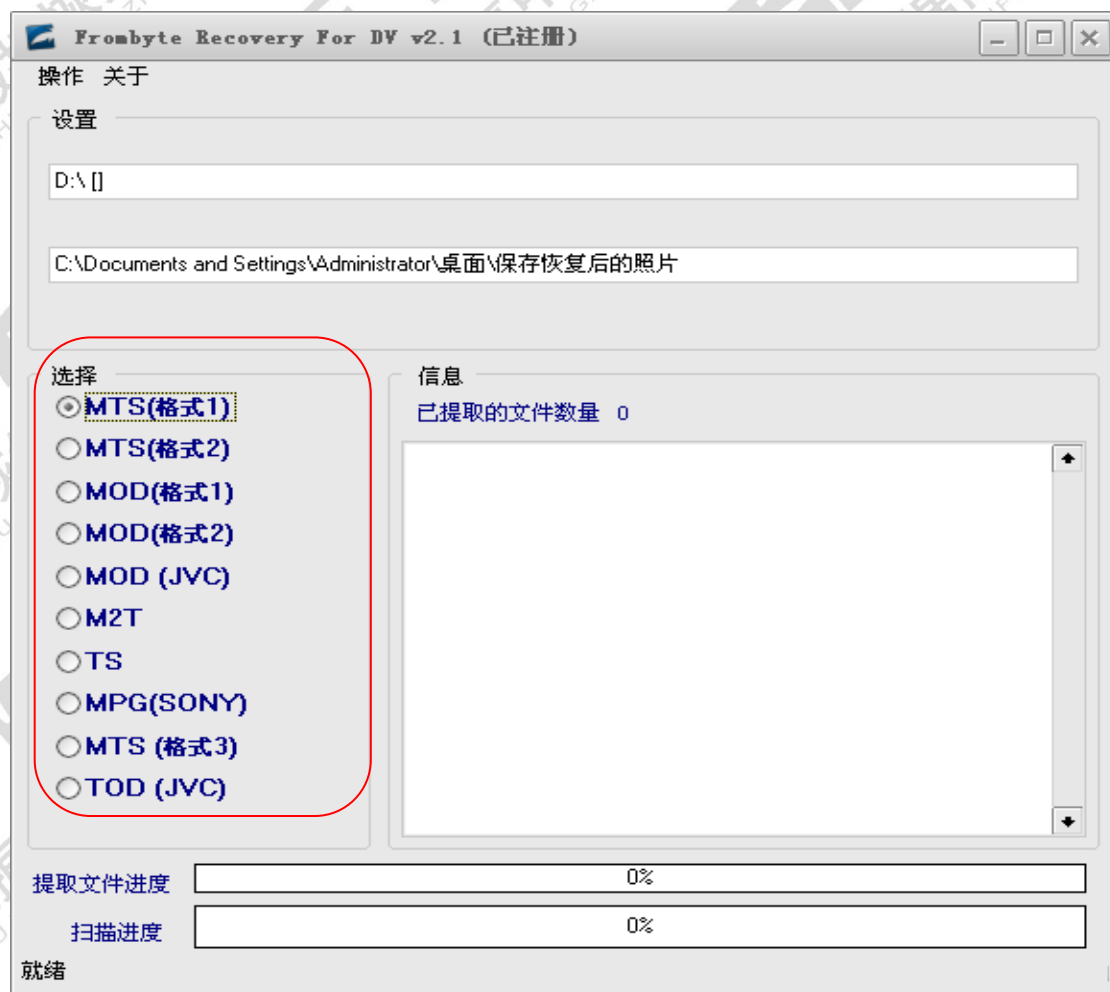 Frombyte Recovery For DV v2.1 (已注册)
操作 关于
设置
D:\ []
C:\Documents and Settings\Administrator\桌面\保存恢复后的照片
选择
MTS(格式1)
MTS(格式2)
MOD(格式1)
MOD(格式2)
MOD (JVC)
M2T
TS
MPG(SONY)
MTS (格式3)
TOD (JVC)
信息
已提取的文件数量 0
提取文件进度 0%
扫描进度 0%
就绪